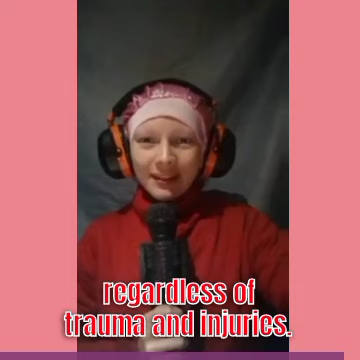 regardless of
trauma and injuries.